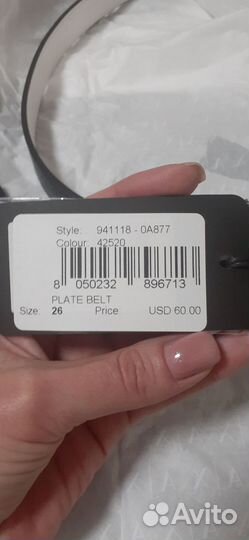 Style: 941118 - 0A877
Colour 42520
8 050232 896713
PLATE BELT
Size: 26 Price USD 60.00
Avito